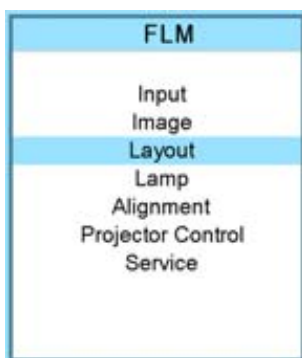 FLM
Input
Image
Layout
Lamp
Alignment
Projector Control
Service